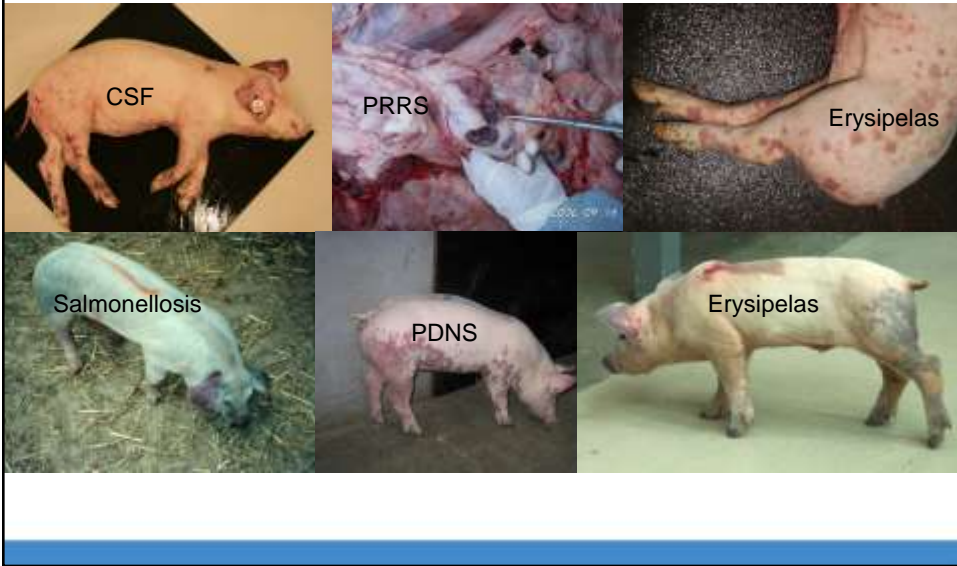 CSF
PRRS
Erysipelas
Salmonellosis
PDNS
Erysipelas